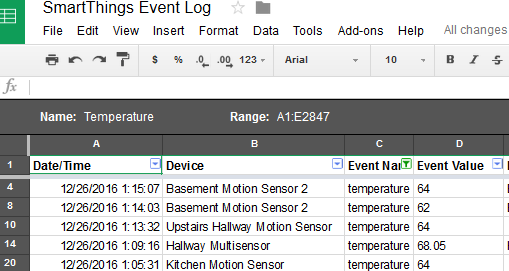 SmartThings Event Log
File Edit View Insert Format Data Tools Add-ons Help All changes
$ % .0 .00 123 Arial 10 B I S A
fx
Name: Temperature Range: A1:E2847
A B C D
1 Date/Time Device Event Nam Event Value
4 12/26/2016 1:15:07 Basement Motion Sensor 2 temperature 64
8 12/26/2016 1:14:03 Basement Motion Sensor 2 temperature 62
10 12/26/2016 1:13:32 Upstairs Hallway Motion Sensor temperature 64
14 12/26/2016 1:09:16 Hallway Multisensor temperature 68.05
20 12/26/2016 1:05:31 Kitchen Motion Sensor temperature 64